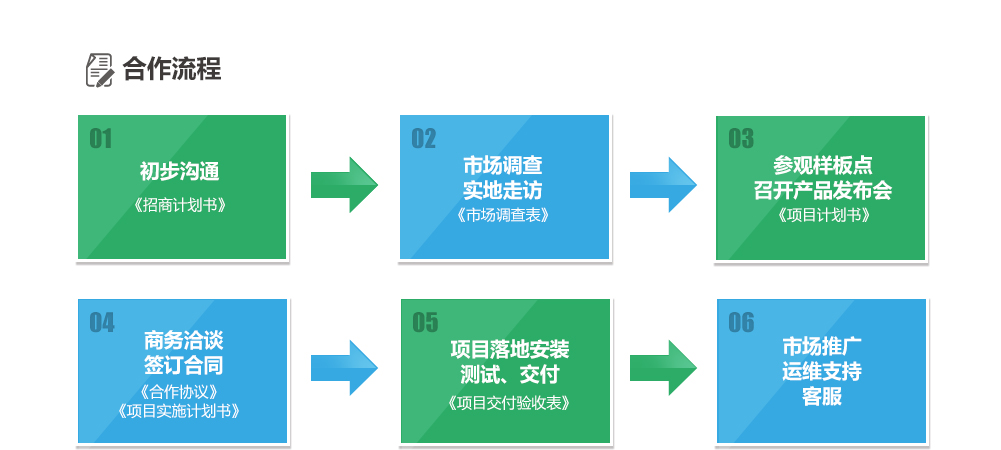 合作流程
01
初步沟通
《招商计划书》
02
市场调查
实地走访
《市场调查表》
03
参观样板点
召开产品发布会
《项目计划书》
04
商务洽谈
签订合同
《合作协议》
《项目实施计划书》
05
项目落地安装
测试、交付
《项目交付验收表》
06
市场推广
运维支持
客服